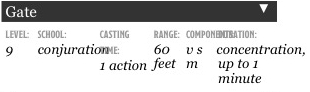 Gate
LEVEL: SCHOOL: CASTING TIME: RANGE: COMPONENTS: DURATION:
9 conjuration 1 action 60 feet v s m concentration, up to 1 minute